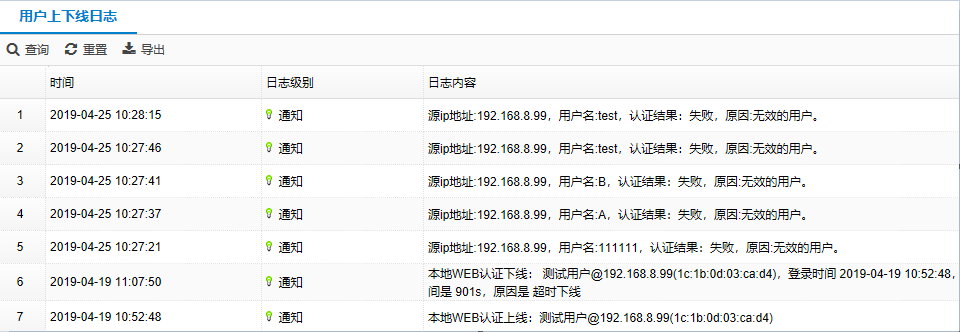 用户上下线日志
查询 重置 导出
时间 日志级别 日志内容
1 2019-04-25 10:28:15 通知 源ip地址:192.168.8.99，用户名:test，认证结果：失败，原因:无效的用户。
2 2019-04-25 10:27:46 通知 源ip地址:192.168.8.99，用户名:test，认证结果：失败，原因:无效的用户。
3 2019-04-25 10:27:41 通知 源ip地址:192.168.8.99，用户名:B，认证结果：失败，原因:无效的用户。
4 2019-04-25 10:27:37 通知 源ip地址:192.168.8.99，用户名:A，认证结果：失败，原因:无效的用户。
5 2019-04-25 10:27:21 通知 源ip地址:192.168.8.99，用户名:111111，认证结果：失败，原因:无效的用户。
6 2019-04-19 11:07:50 通知 本地WEB认证下线： 测试用户@192.168.8.99(1c:1b:0d:03:ca:d4)，登录时间 2019-04-19 10:52:48，
间是 901s，原因是 超时下线
7 2019-04-19 10:52:48 通知 本地WEB认证上线：测试用户@192.168.8.99(1c:1b:0d:03:ca:d4)